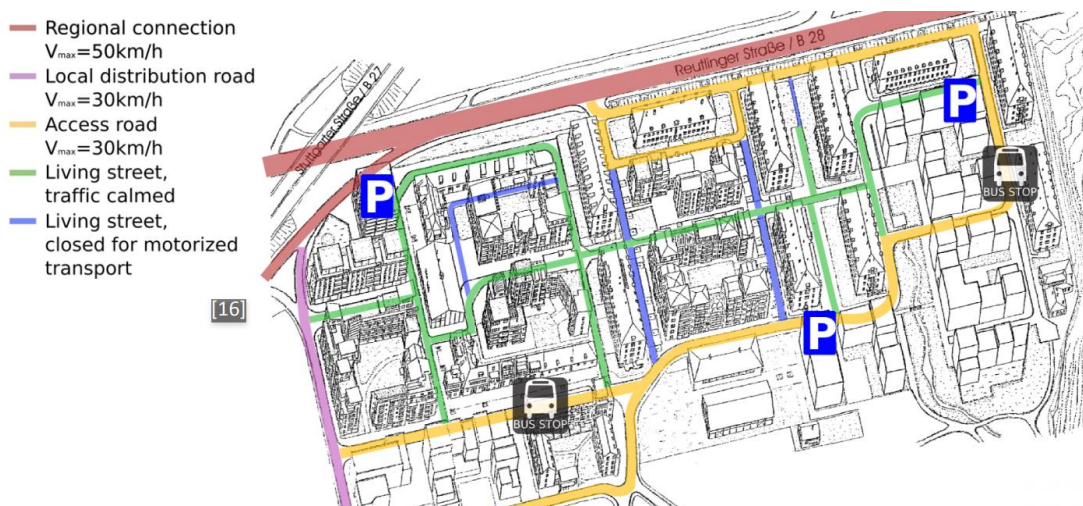 Regional connection
Vmax=50km/h
Local distribution road
Vmax=30km/h
Access road
Vmax=30km/h
Living street,
traffic calmed
Living street,
closed for motorized
transport
[16]
Reutlinger Straße / B 28
Stuttgarter Straße / B 27
P
P
P
BUS STOP
BUS STOP